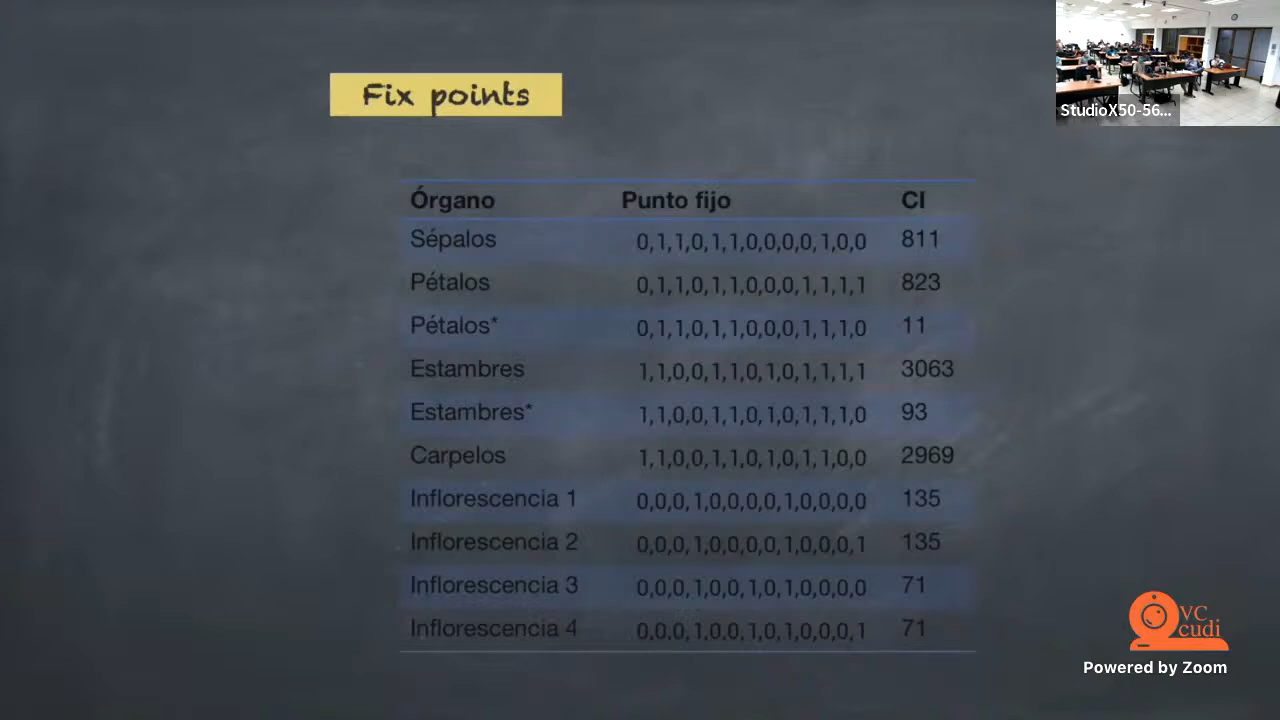 Fix points
StudioX50-56...
Órgano Punto fijo CI
Sépalos 0,1,1,0,1,1,0,0,0,0,1,0,0 811
Pétalos 0,1,1,0,1,1,0,0,0,1,1,1,1 823
Pétalos* 0,1,1,0,1,1,0,0,0,1,1,1,0 11
Estambres 1,1,0,0,1,1,0,1,0,1,1,1,1 3063
Estambres* 1,1,0,0,1,1,0,1,0,1,1,1,0 93
Carpelos 1,1,0,0,1,1,0,1,0,1,1,0,0 2969
Inflorescencia 1 0,0,0,1,0,0,0,0,1,0,0,0,0 135
Inflorescencia 2 0,0,0,1,0,0,0,0,1,0,0,0,1 135
Inflorescencia 3 0,0,0,1,0,0,1,0,1,0,0,0,0 71
Inflorescencia 4 0,0,0,1,0,0,1,0,1,0,0,0,1 71
VC
cudi
Powered by Zoom